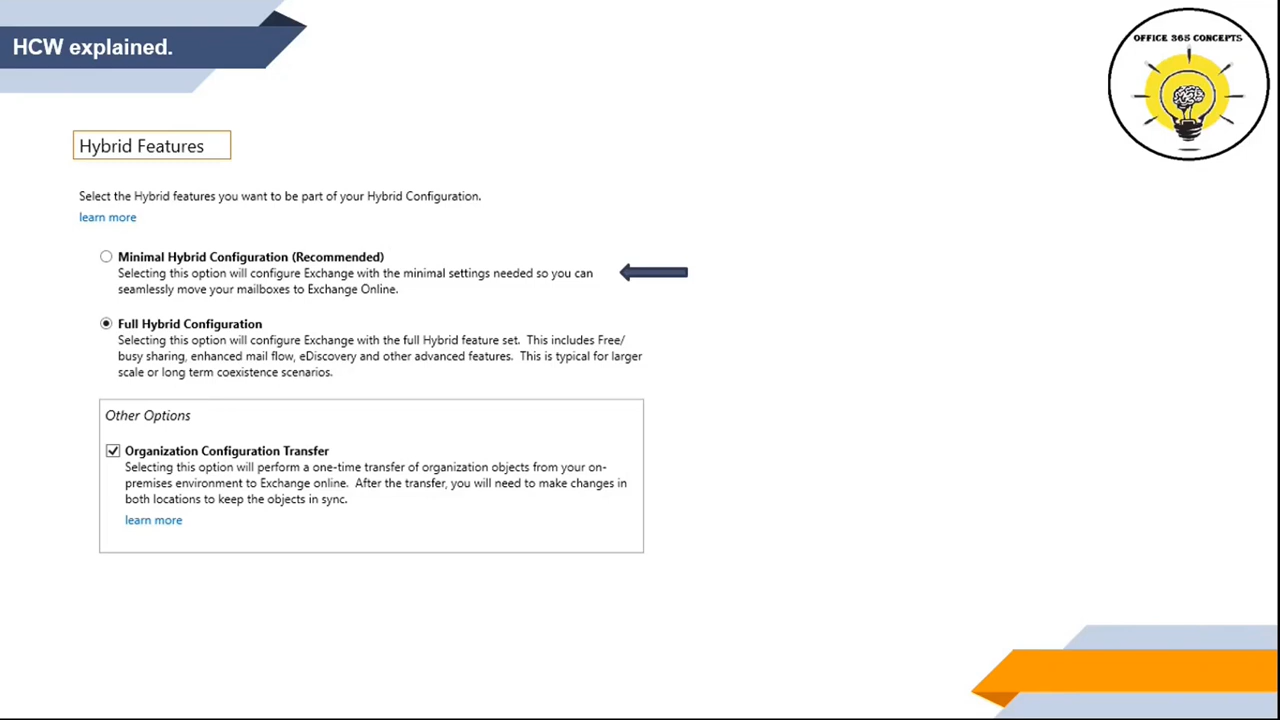 HCW explained.
OFFICE 365 CONCEPTS
Hybrid Features
Select the Hybrid features you want to be part of your Hybrid Configuration.
learn more
Minimal Hybrid Configuration (Recommended)
Selecting this option will configure Exchange with the minimal settings needed so you can
seamlessly move your mailboxes to Exchange Online.
Full Hybrid Configuration
Selecting this option will configure Exchange with the full Hybrid feature set. This includes Free/
busy sharing, enhanced mail flow, eDiscovery and other advanced features. This is typical for larger
scale or long term coexistence scenarios.
Other Options
Organization Configuration Transfer
Selecting this option will perform a one-time transfer of organization objects from your on-
premises environment to Exchange online. After the transfer, you will need to make changes in
both locations to keep the objects in sync.
learn more